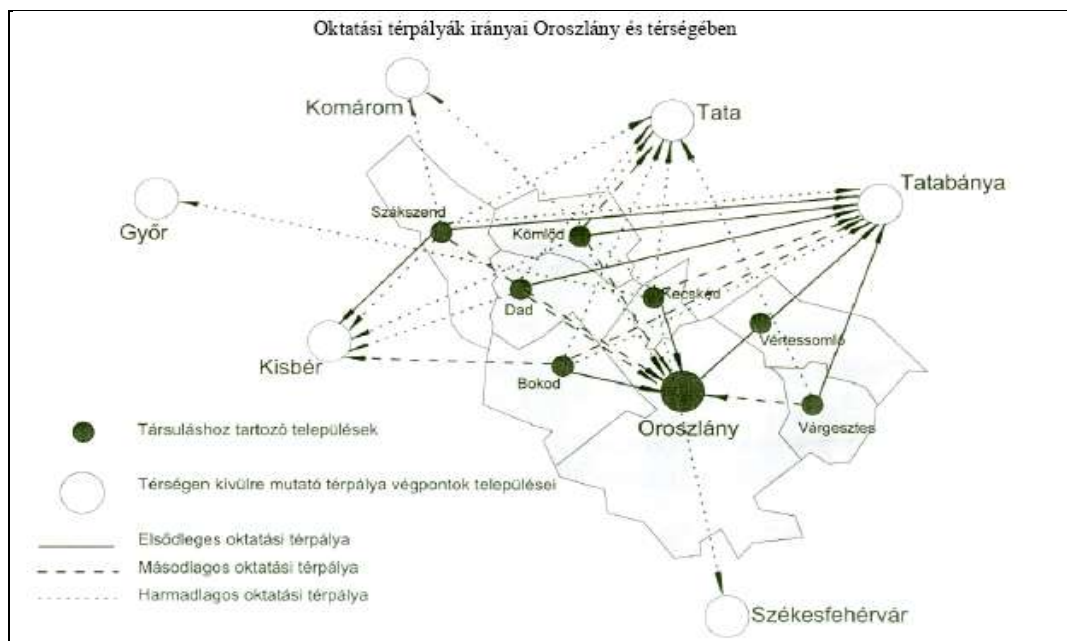 Oktatási térpályák irányai Oroszlány és térségében
Komárom
Tata
Tatabánya
Győr
Szákszend
Kömlőd
Dad
Kecskéd
Vértessomló
Kisbér
Bokod
Oroszlány
Várgesztes
Társuláshoz tartozó települések
Térségen kívülre mutató térpálya végpontok települései
Elsődleges oktatási térpálya
Másodlagos oktatási térpálya
Harmadlagos oktatási térpálya
Székesfehérvár